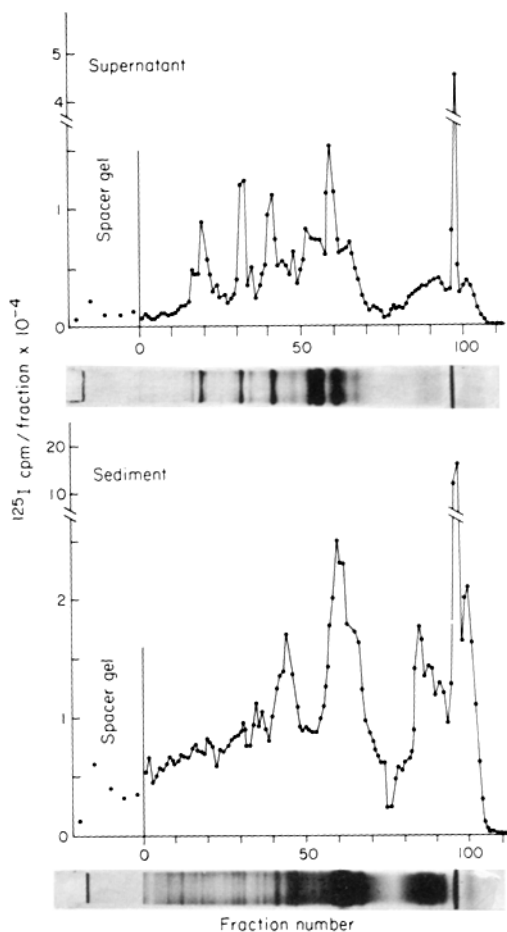 5
Supernatant
4
Spacer gel
1
0
0
50
100
¹²⁵I cpm / fraction x 10⁻⁴
20
Sediment
10
2
Spacer gel
1
0
0
50
100
Fraction number